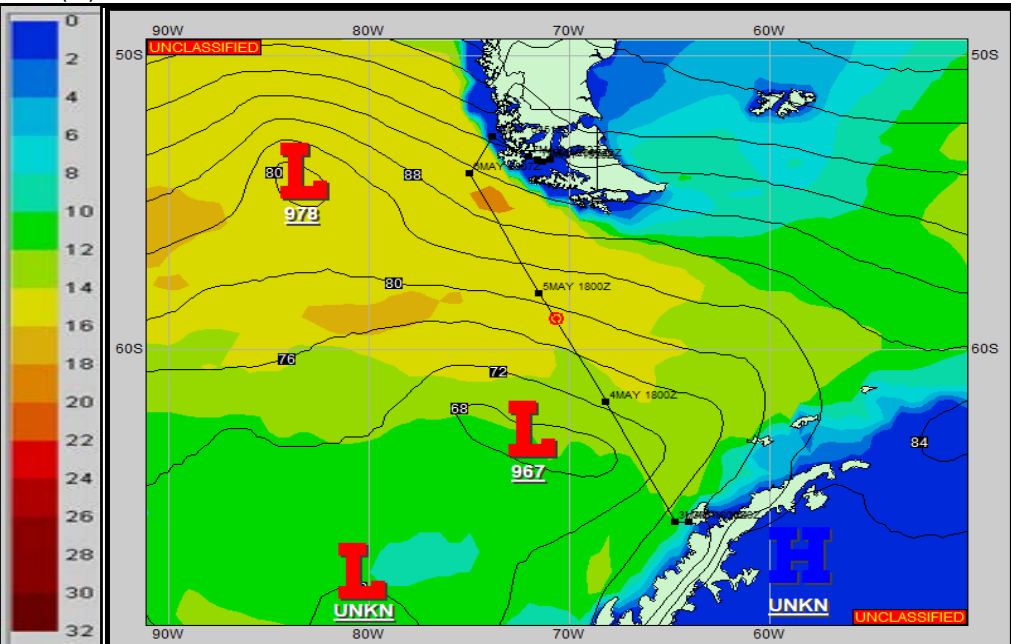 0
2
4
6
8
10
12
14
16
18
20
22
24
26
28
30
32
90W 80W 70W 60W
UNCLASSIFIED
50S 50S
L
978
80
88
80
76
72
68
5MAY 1800Z
60S 60S
4MAY 1800Z
L
967
84
L
UNKN
H
UNKN
UNCLASSIFIED
90W 80W 70W 60W